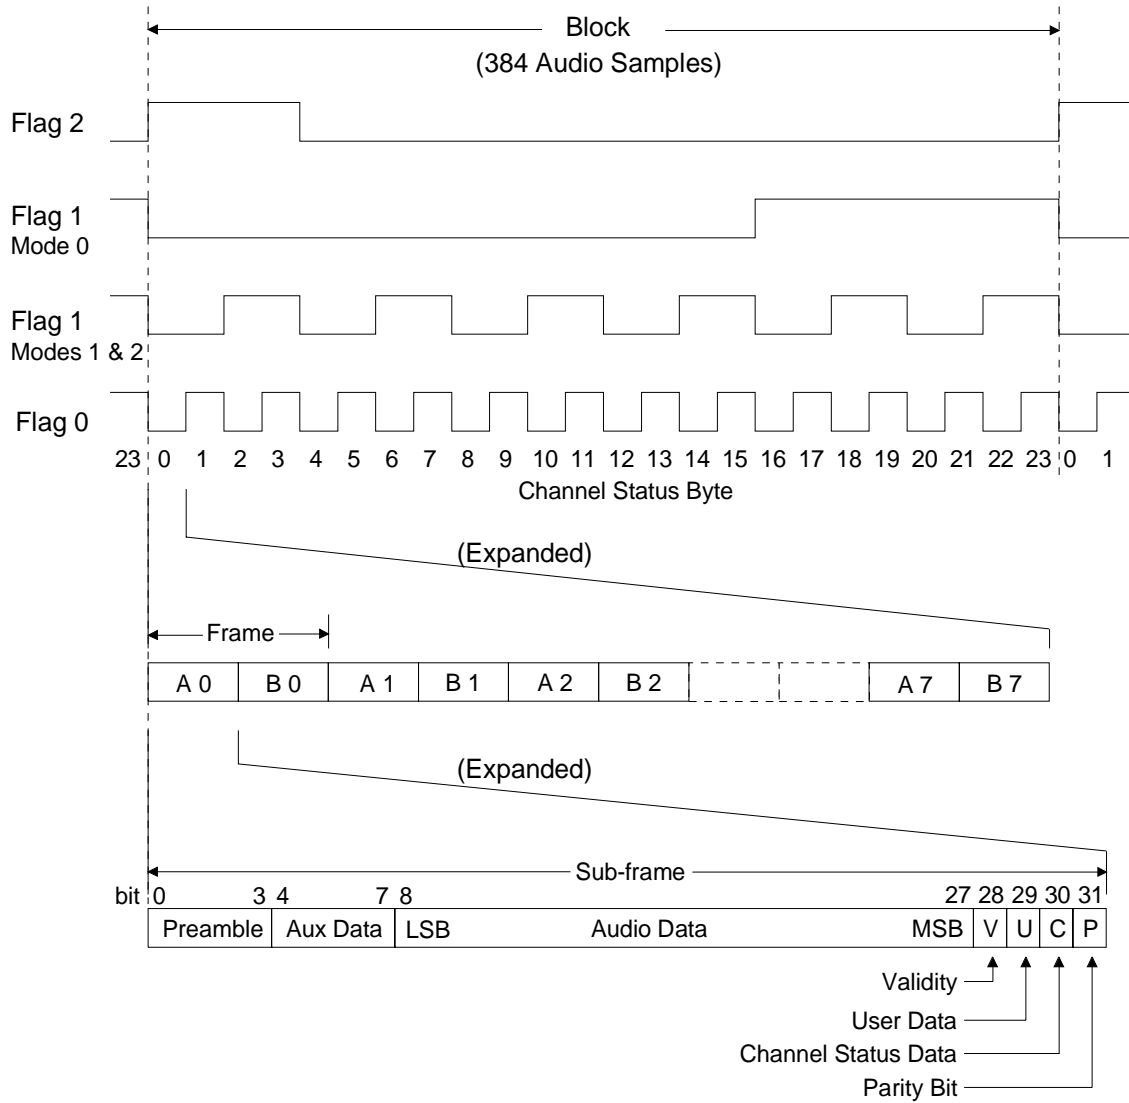 Block
(384 Audio Samples)
Flag 2
Flag 1
Mode 0
Flag 1
Modes 1 & 2
Flag 0
23 0 1 2 3 4 5 6 7 8 9 10 11 12 13 14 15 16 17 18 19 20 21 22 23 0 1
Channel Status Byte
(Expanded)
Frame
A 0 B 0 A 1 B 1 A 2 B 2 A 7 B 7
(Expanded)
Sub-frame
bit 0 3 4 7 8 27 28 29 30 31
Preamble Aux Data LSB Audio Data MSB V U C P
Validity
User Data
Channel Status Data
Parity Bit